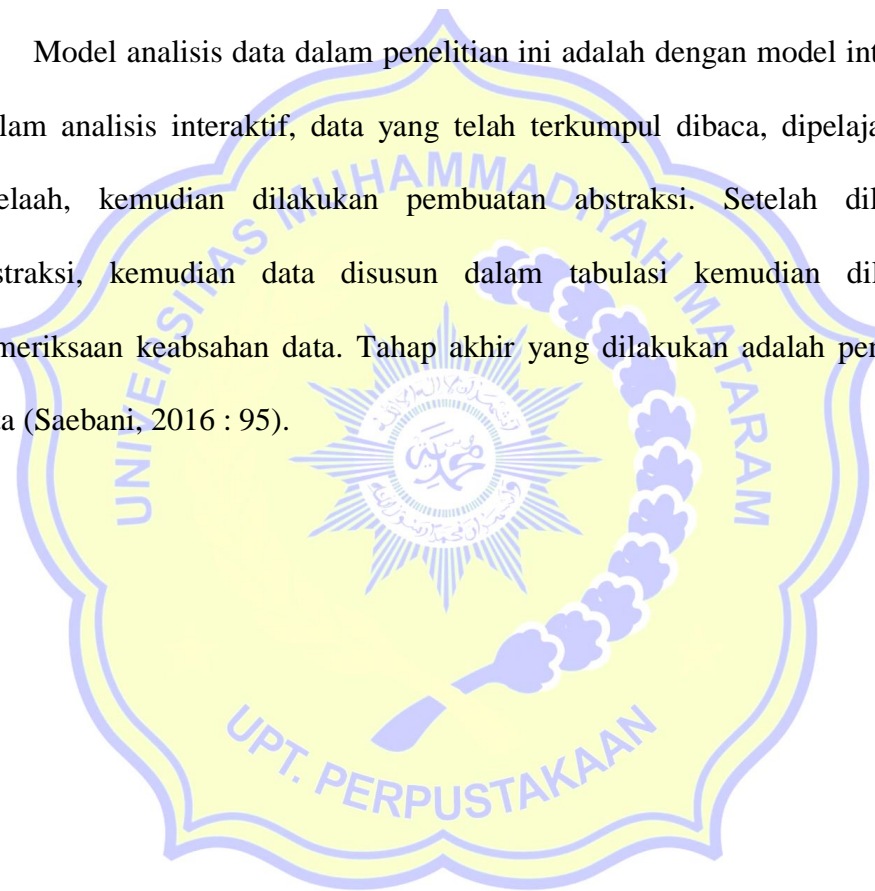 Model analisis data dalam penelitian ini adalah dengan model int
lam analisis interaktif, data yang telah terkumpul dibaca, dipelaja
elaah, kemudian dilakukan pembuatan abstraksi. Setelah dil
straksi, kemudian data disusun dalam tabulasi kemudian dil
meriksaan keabsahan data. Tahap akhir yang dilakukan adalah pen
a (Saebani, 2016 : 95).
UNIVERSITAS MUHAMMADIYAH MATARAM
UPT. PERPUSTAKAAN